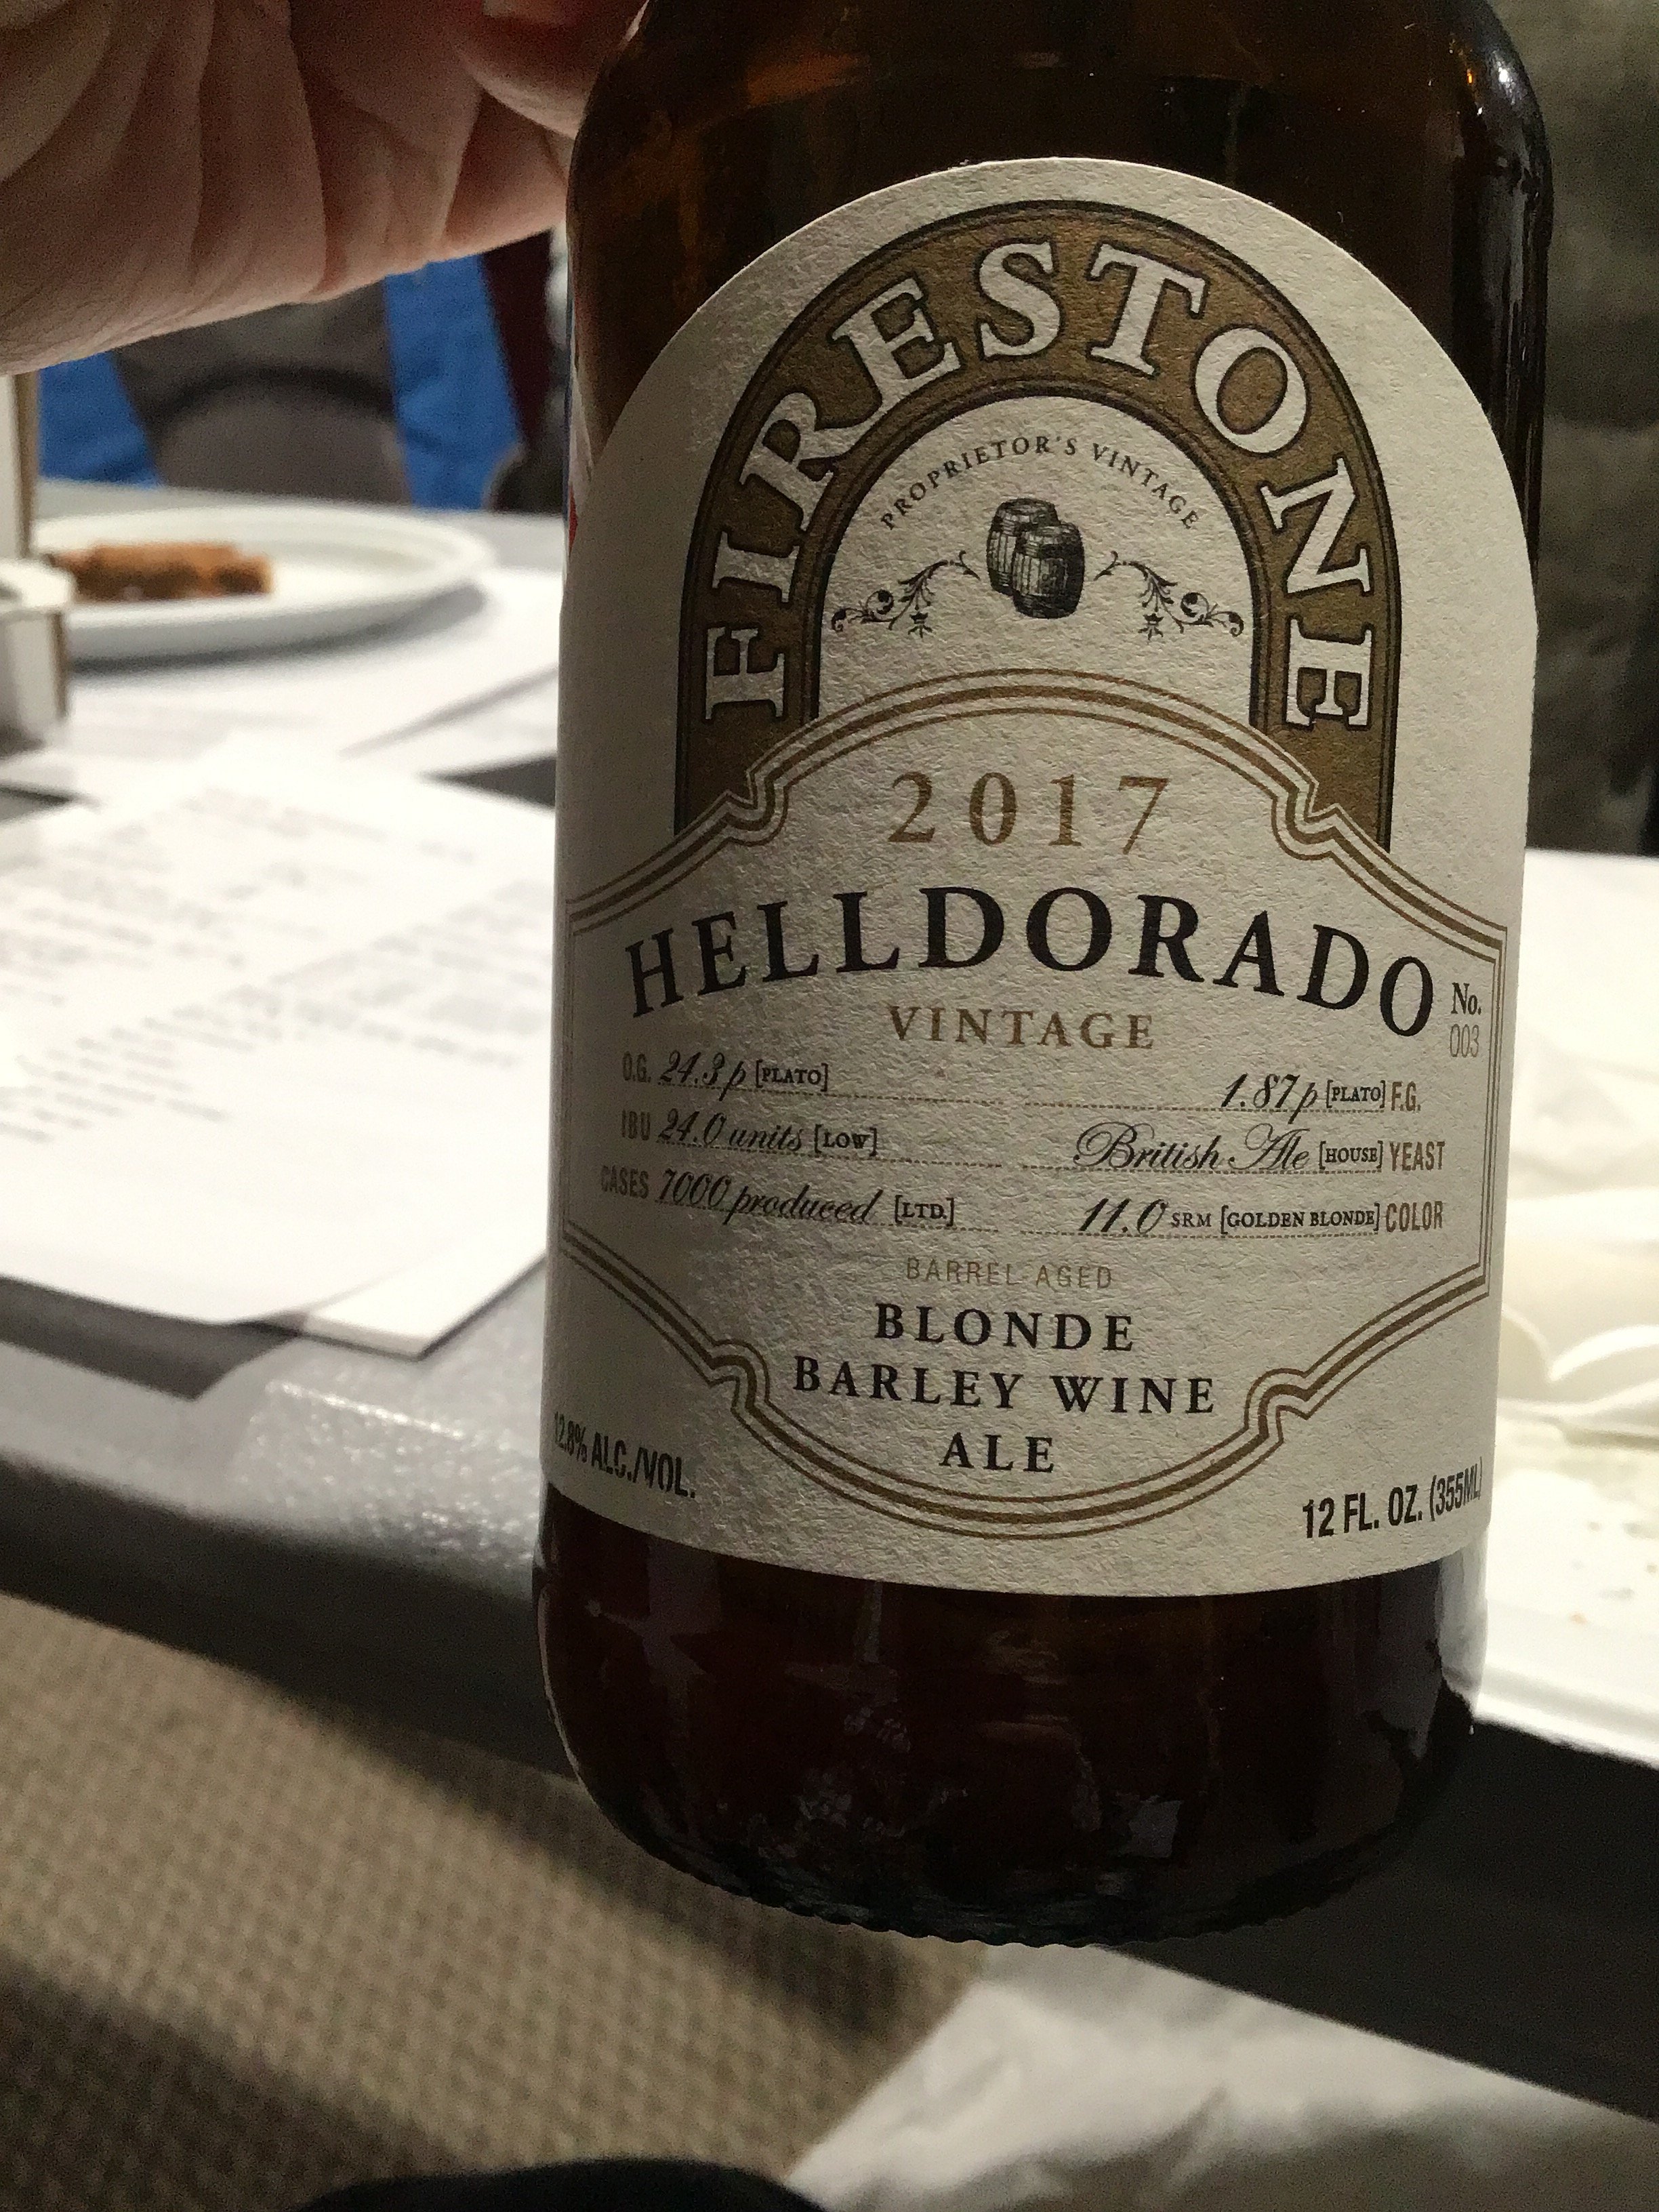 FIRESTONE
PROPRIETOR'S VINTAGE
2017
HELLDORADO No. 003
VINTAGE
O.G. 24.3 p [PLATO] 1.87 p [PLATO] F.G.
IBU 24.0 units [LOW] British Ale [HOUSE] YEAST
CASES 7000 produced [LTD.] 11.0 SRM [GOLDEN BLONDE] COLOR
BARREL AGED
BLONDE
BARLEY WINE
ALE
12.8% ALC./VOL. 12 FL. OZ. (355ML)